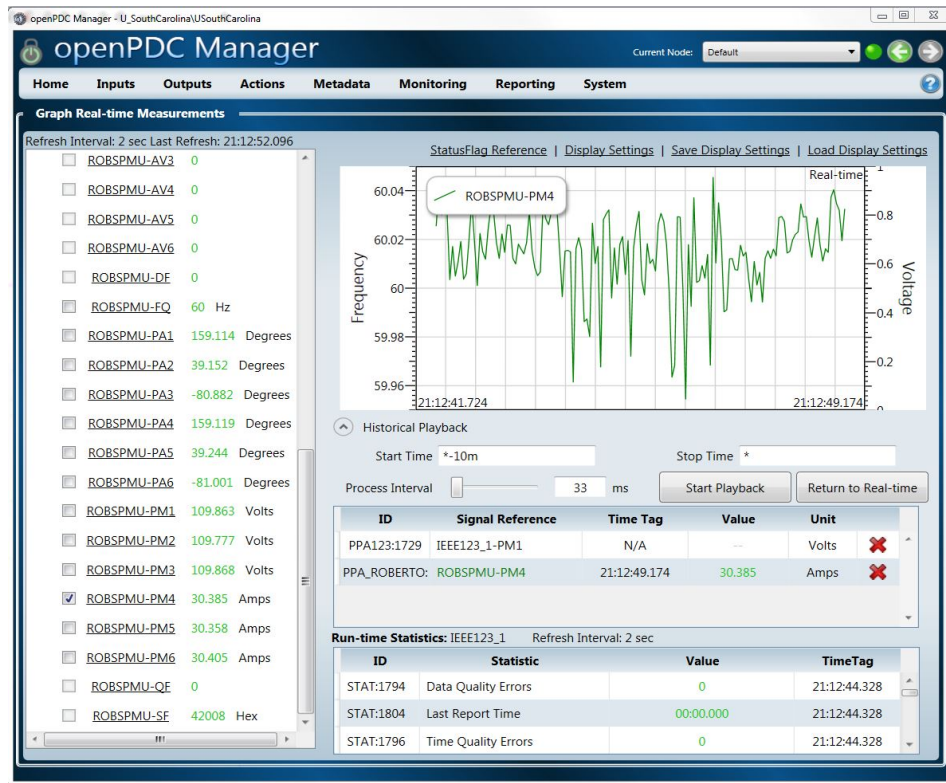 openPDC Manager - U_SouthCarolina\USouthCarolina
openPDC Manager
Current Node: Default
Home Inputs Outputs Actions Metadata Monitoring Reporting System
Graph Real-time Measurements
Refresh Interval: 2 sec Last Refresh: 21:12:52.096
ROBSPMU-AV3 0
ROBSPMU-AV4 0
ROBSPMU-AV5 0
ROBSPMU-AV6 0
ROBSPMU-DF 0
ROBSPMU-FQ 60 Hz
ROBSPMU-PA1 159.114 Degrees
ROBSPMU-PA2 39.152 Degrees
ROBSPMU-PA3 -80.882 Degrees
ROBSPMU-PA4 159.119 Degrees
ROBSPMU-PA5 39.244 Degrees
ROBSPMU-PA6 -81.001 Degrees
ROBSPMU-PM1 109.863 Volts
ROBSPMU-PM2 109.777 Volts
ROBSPMU-PM3 109.868 Volts
ROBSPMU-PM4 30.385 Amps
ROBSPMU-PM5 30.358 Amps
ROBSPMU-PM6 30.405 Amps
ROBSPMU-QF 0
ROBSPMU-SF 42008 Hex
StatusFlag Reference | Display Settings | Save Display Settings | Load Display Settings
Real-time
ROBSPMU-PM4
Frequency
60.04
60.02
60
59.98
59.96
1
0.8
0.6
0.4
0.2
0
Voltage
21:12:41.724 21:12:49.174
Historical Playback
Start Time *-10m Stop Time *
Process Interval 33 ms Start Playback Return to Real-time
ID Signal Reference Time Tag Value Unit
PPA123:1729 IEEE123_1-PM1 N/A -- Volts
PPA_ROBERTO: ROBSPMU-PM4 21:12:49.174 30.385 Amps
Run-time Statistics: IEEE123_1 Refresh Interval: 2 sec
ID Statistic Value TimeTag
STAT:1794 Data Quality Errors 0 21:12:44.328
STAT:1804 Last Report Time 00:00.000 21:12:44.328
STAT:1796 Time Quality Errors 0 21:12:44.328